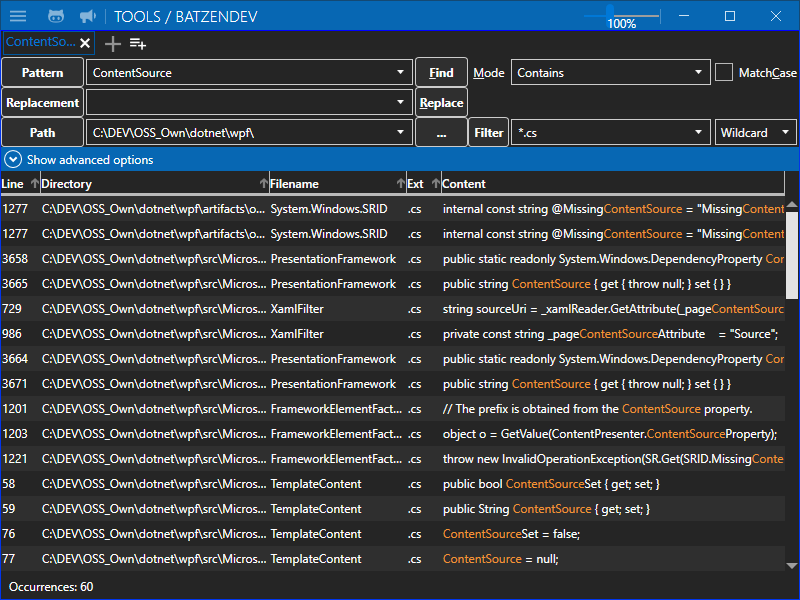 TOOLS / BATZENDEV 100%
ContentSo...
Pattern ContentSource Find Mode Contains MatchCase
Replacement Replace
Path C:\DEV\OSS_Own\dotnet\wpf\ ... Filter *.cs Wildcard
Show advanced options
Line Directory Filename Ext Content
1277 C:\DEV\OSS_Own\dotnet\wpf\artifacts\o... System.Windows.SRID .cs internal const string @MissingContentSource = "MissingContent
1277 C:\DEV\OSS_Own\dotnet\wpf\artifacts\o... System.Windows.SRID .cs internal const string @MissingContentSource = "MissingContent
3658 C:\DEV\OSS_Own\dotnet\wpf\src\Micros... PresentationFramework .cs public static readonly System.Windows.DependencyProperty Con
3665 C:\DEV\OSS_Own\dotnet\wpf\src\Micros... PresentationFramework .cs public string ContentSource { get { throw null; } set { } }
729 C:\DEV\OSS_Own\dotnet\wpf\src\Micros... XamlFilter .cs string sourceUri = _xamlReader.GetAttribute(_pageContentSourc
986 C:\DEV\OSS_Own\dotnet\wpf\src\Micros... XamlFilter .cs private const string _pageContentSourceAttribute = "Source";
3664 C:\DEV\OSS_Own\dotnet\wpf\src\Micros... PresentationFramework .cs public static readonly System.Windows.DependencyProperty Con
3671 C:\DEV\OSS_Own\dotnet\wpf\src\Micros... PresentationFramework .cs public string ContentSource { get { throw null; } set { } }
1201 C:\DEV\OSS_Own\dotnet\wpf\src\Micros... FrameworkElementFact... .cs // The prefix is obtained from the ContentSource property.
1203 C:\DEV\OSS_Own\dotnet\wpf\src\Micros... FrameworkElementFact... .cs object o = GetValue(ContentPresenter.ContentSourceProperty);
1221 C:\DEV\OSS_Own\dotnet\wpf\src\Micros... FrameworkElementFact... .cs throw new InvalidOperationException(SR.Get(SRID.MissingConte
58 C:\DEV\OSS_Own\dotnet\wpf\src\Micros... TemplateContent .cs public bool ContentSourceSet { get; set; }
59 C:\DEV\OSS_Own\dotnet\wpf\src\Micros... TemplateContent .cs public String ContentSource { get; set; }
76 C:\DEV\OSS_Own\dotnet\wpf\src\Micros... TemplateContent .cs ContentSourceSet = false;
77 C:\DEV\OSS_Own\dotnet\wpf\src\Micros... TemplateContent .cs ContentSource = null;
Occurrences: 60